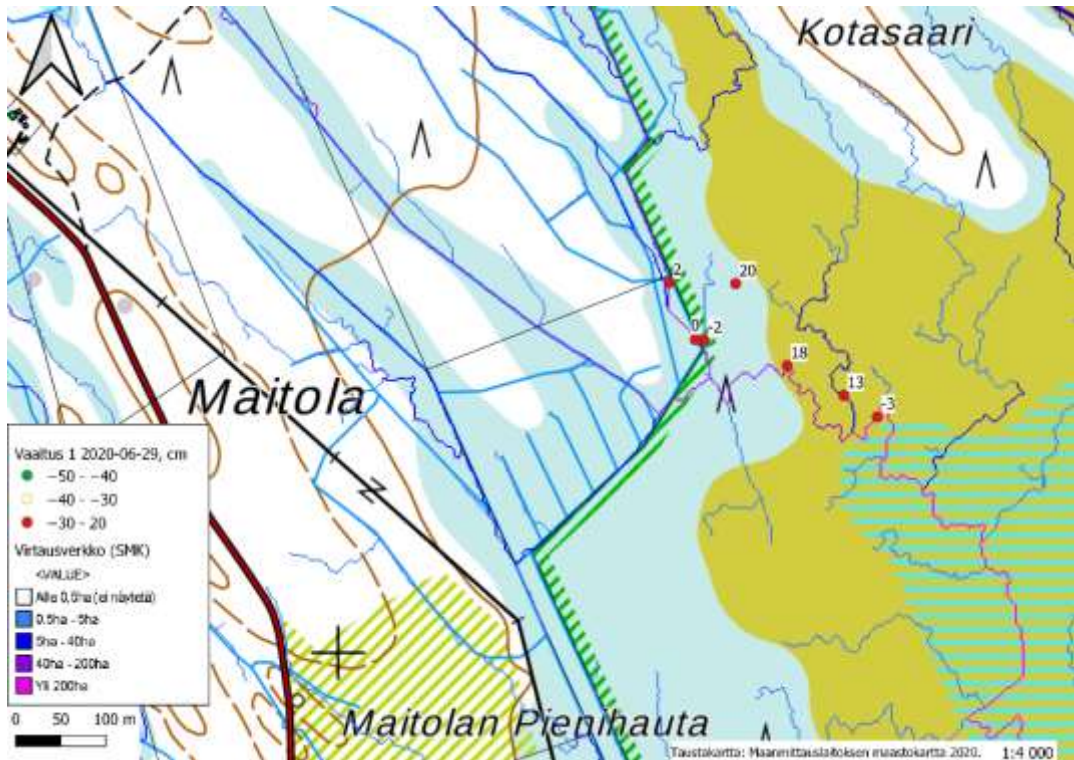 Kotasaari
2
20
0
-2
18
13
-3
Maitola
Vaaitus 1 2020-06-29, cm
−50 - −40
−40 - −30
−30 - 20
Virtausverkko (SMK)
<VALUE>
Alle 0,5ha (ei näytetä)
0.5ha - 5ha
5ha - 40ha
40ha - 200ha
Yli 200ha
0 50 100 m
Maitolan Pienihauta
Taustakartta: Maanmittauslaitoksen maastokartta 2020. 1:4 000